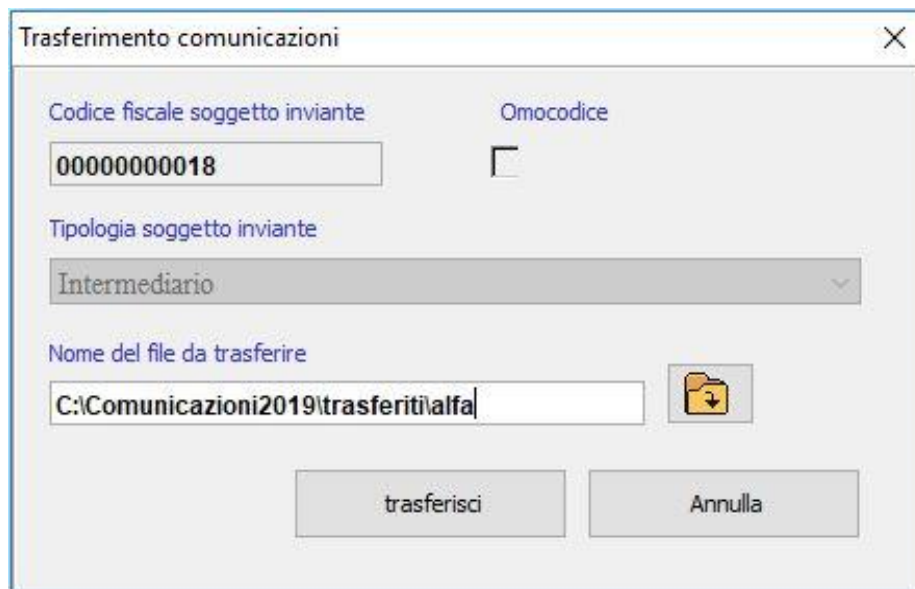 Trasferimento comunicazioni
Codice fiscale soggetto inviante Omocodice
00000000018
Tipologia soggetto inviante
Intermediario
Nome del file da trasferire
C:\Comunicazioni2019\trasferiti\alfa
trasferisci Annulla